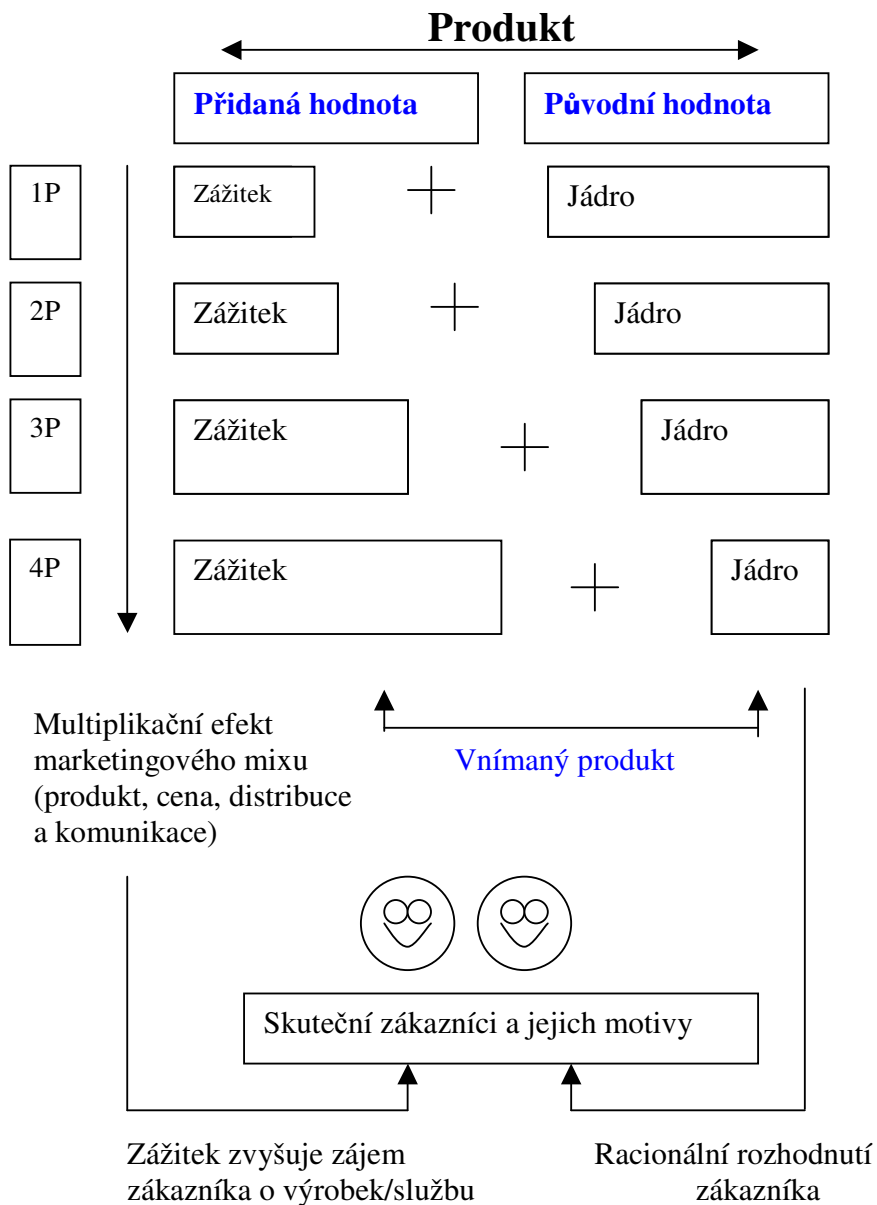 Produkt
Přidaná hodnota
Původní hodnota
1P
Zážitek
Jádro
2P
Zážitek
Jádro
3P
Zážitek
Jádro
4P
Zážitek
Jádro
Multiplikační efekt
marketingového mixu
(produkt, cena, distribuce
a komunikace)
Vnímaný produkt
Skuteční zákazníci a jejich motivy
Zážitek zvyšuje zájem
zákazníka o výrobek/službu
Racionální rozhodnutí
zákazníka